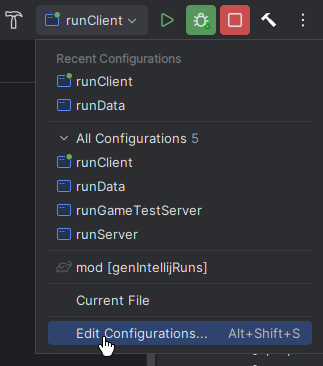 runClient
Recent Configurations
runClient
runData
All Configurations 5
runClient
runData
runGameTestServer
runServer
mod [genIntellijRuns]
Current File
Edit Configurations... Alt+Shift+S